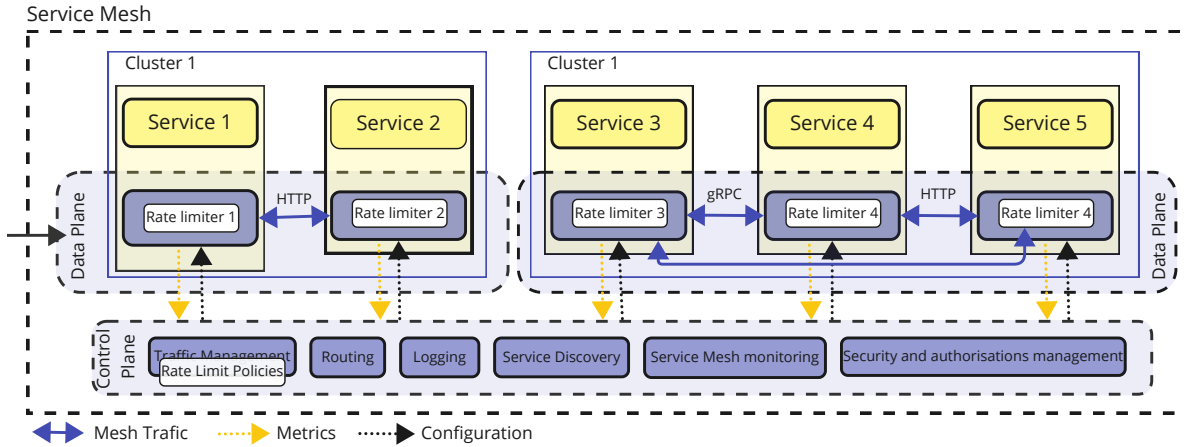 Service Mesh
Cluster 1
Service 1
Service 2
Rate limiter 1
HTTP
Rate limiter 2
Data Plane
Cluster 1
Service 3
Service 4
Service 5
Rate limiter 3
gRPC
Rate limiter 4
HTTP
Rate limiter 4
Data Plane
Control
Plane
Traffic Management
Rate Limit Policies
Routing
Logging
Service Discovery
Service Mesh monitoring
Security and authorisations management
Mesh Trafic
Metrics
Configuration